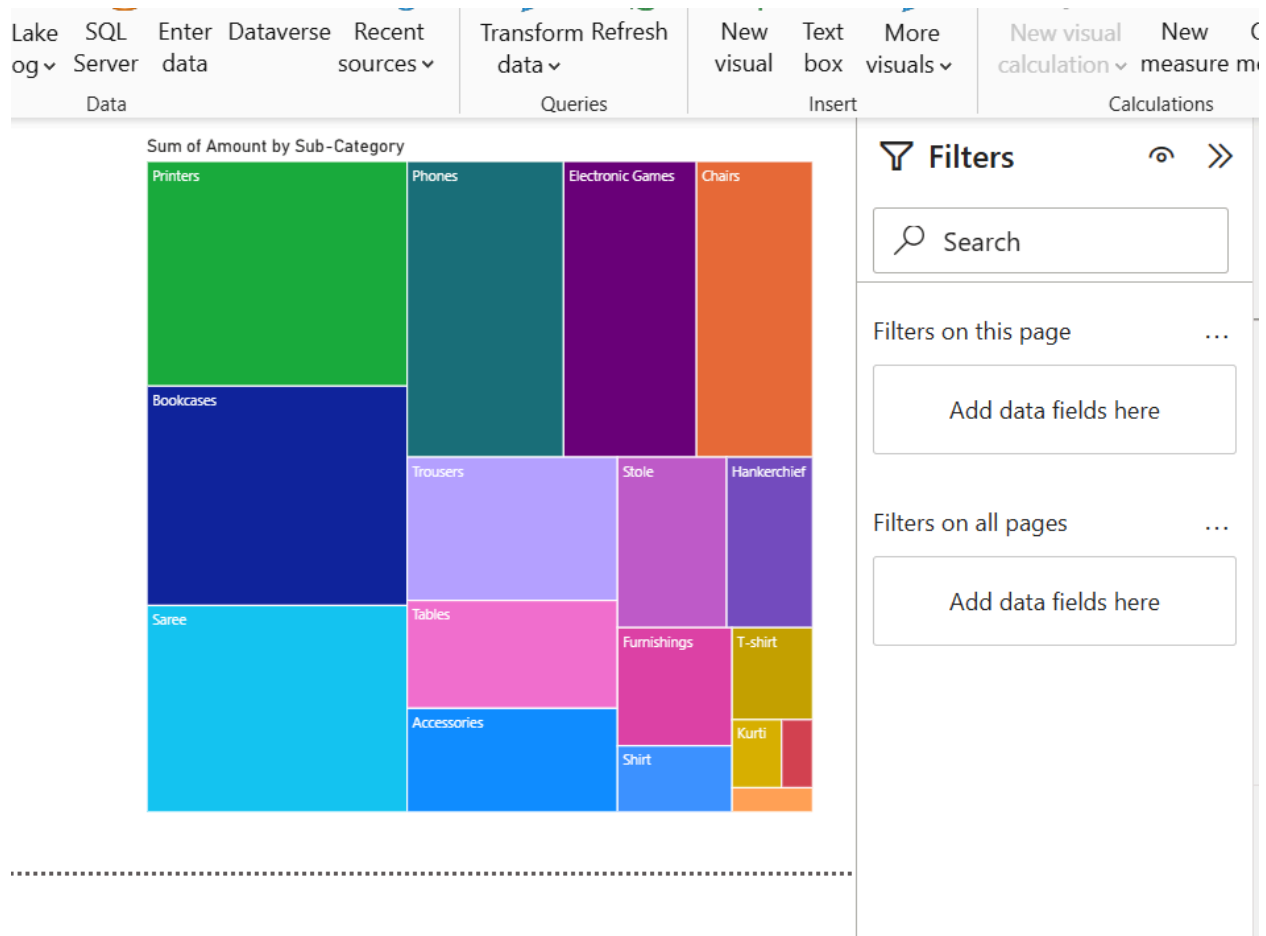 Lake SQL Enter Dataverse Recent Transform Refresh New Text More New visual New
og Server data sources data visual box visuals calculation measure
Data Queries Insert Calculations
Sum of Amount by Sub-Category
Filters
Printers Phones Electronic Games Chairs
Search
Filters on this page ...
Bookcases
Add data fields here
Trousers Stole Hankerchief
Filters on all pages ...
Add data fields here
Saree Tables
Furnishings T-shirt
Accessories
Kurti
Shirt